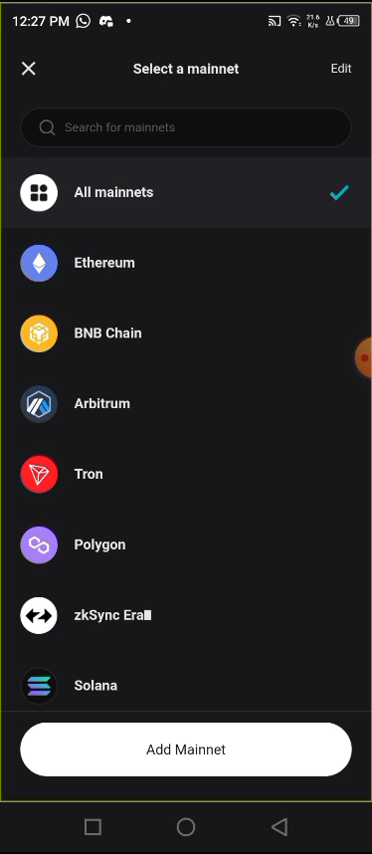 12:27 PM
21.6
K/s
49
Select a mainnet
Edit
Search for mainnets
All mainnets
Ethereum
BNB Chain
Arbitrum
Tron
Polygon
zkSync Era
Solana
Add Mainnet